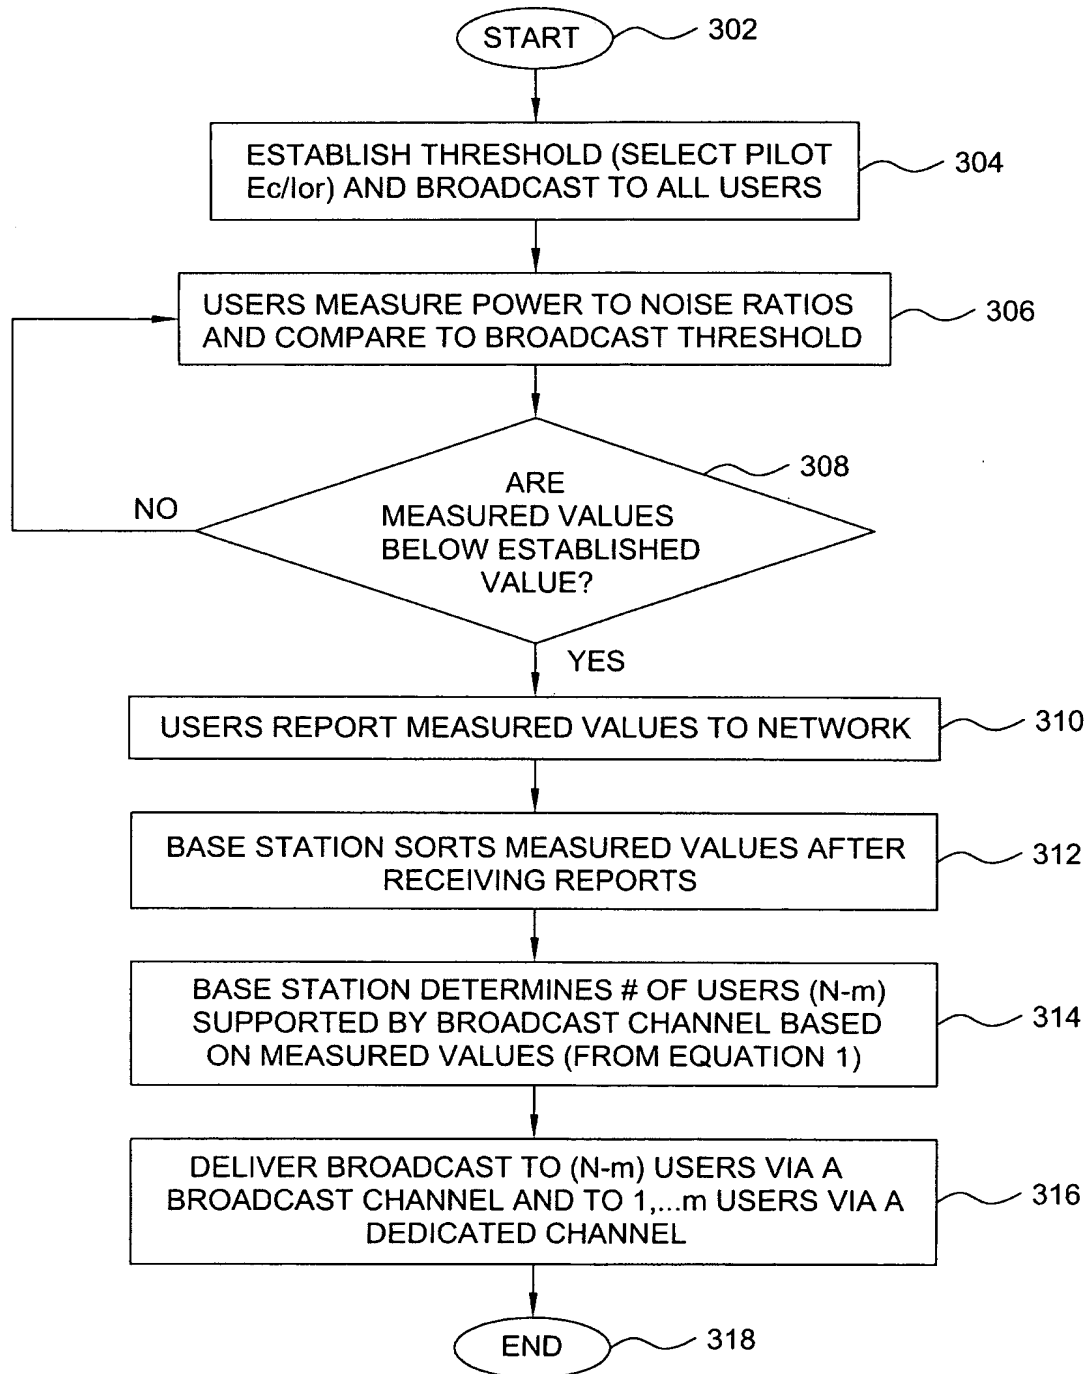 START
302
ESTABLISH THRESHOLD (SELECT PILOT
Ec/Ior) AND BROADCAST TO ALL USERS
304
USERS MEASURE POWER TO NOISE RATIOS
AND COMPARE TO BROADCAST THRESHOLD
306
ARE
MEASURED VALUES
BELOW ESTABLISHED
VALUE?
308
NO
YES
USERS REPORT MEASURED VALUES TO NETWORK
310
BASE STATION SORTS MEASURED VALUES AFTER
RECEIVING REPORTS
312
BASE STATION DETERMINES # OF USERS (N-m)
SUPPORTED BY BROADCAST CHANNEL BASED
ON MEASURED VALUES (FROM EQUATION 1)
314
DELIVER BROADCAST TO (N-m) USERS VIA A
BROADCAST CHANNEL AND TO 1,...m USERS VIA A
DEDICATED CHANNEL
316
END
318